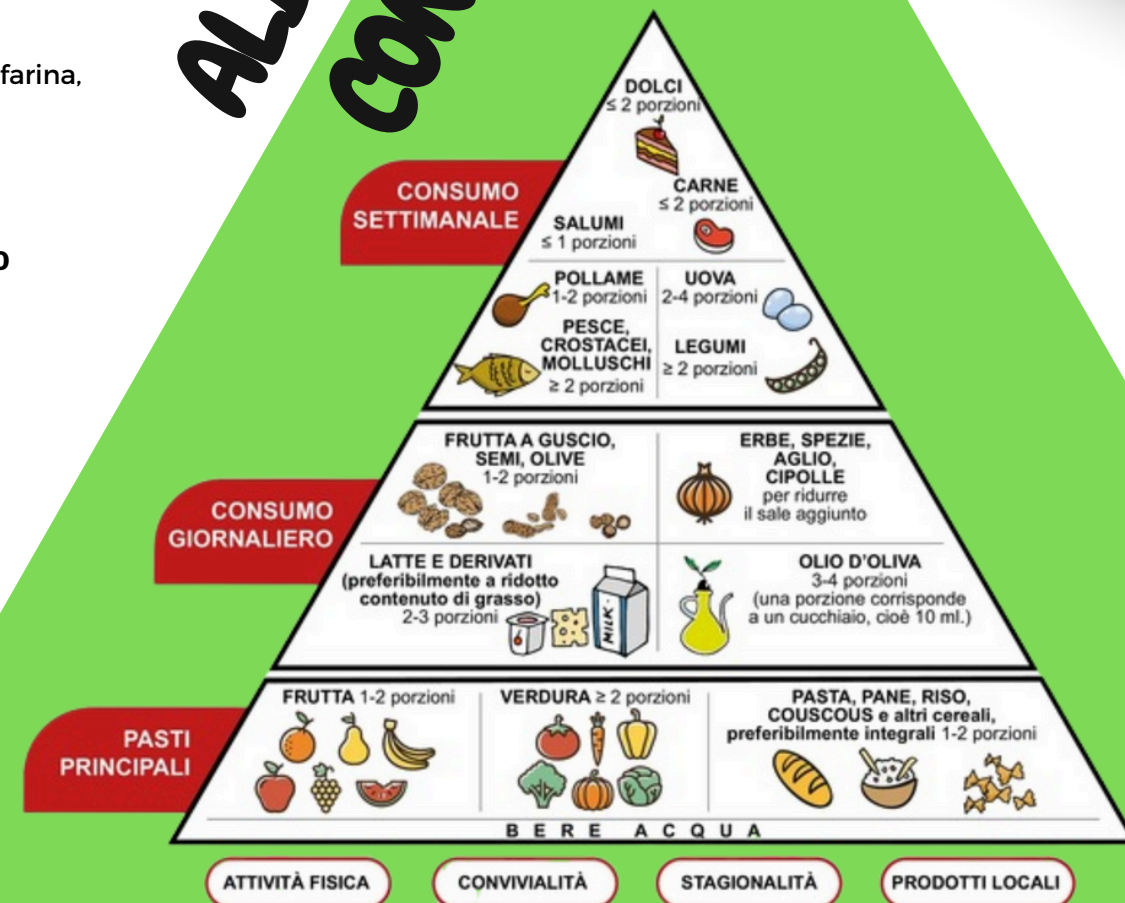 farina,
DOLCI
≤ 2 porzioni
CONSUMO
SETTIMANALE
CARNE
≤ 2 porzioni
SALUMI
≤ 1 porzioni
POLLAME
1-2 porzioni
UOVA
2-4 porzioni
PESCE,
CROSTACEI,
MOLLUSCHI
≥ 2 porzioni
LEGUMI
≥ 2 porzioni
CONSUMO
GIORNALIERO
FRUTTA A GUSCIO,
SEMI, OLIVE
1-2 porzioni
ERBE, SPEZIE,
AGLIO,
CIPOLLE
per ridurre
il sale aggiunto
LATTE E DERIVATI
(preferibilmente a ridotto
contenuto di grasso)
2-3 porzioni
MILK
OLIO D'OLIVA
3-4 porzioni
(una porzione corrisponde
a un cucchiaio, cioè 10 ml.)
PASTI
PRINCIPALI
FRUTTA 1-2 porzioni
VERDURA ≥ 2 porzioni
PASTA, PANE, RISO,
COUSCOUS e altri cereali,
preferibilmente integrali 1-2 porzioni
BERE ACQUA
ATTIVITÀ FISICA
CONVIVIALITÀ
STAGIONALITÀ
PRODOTTI LOCALI